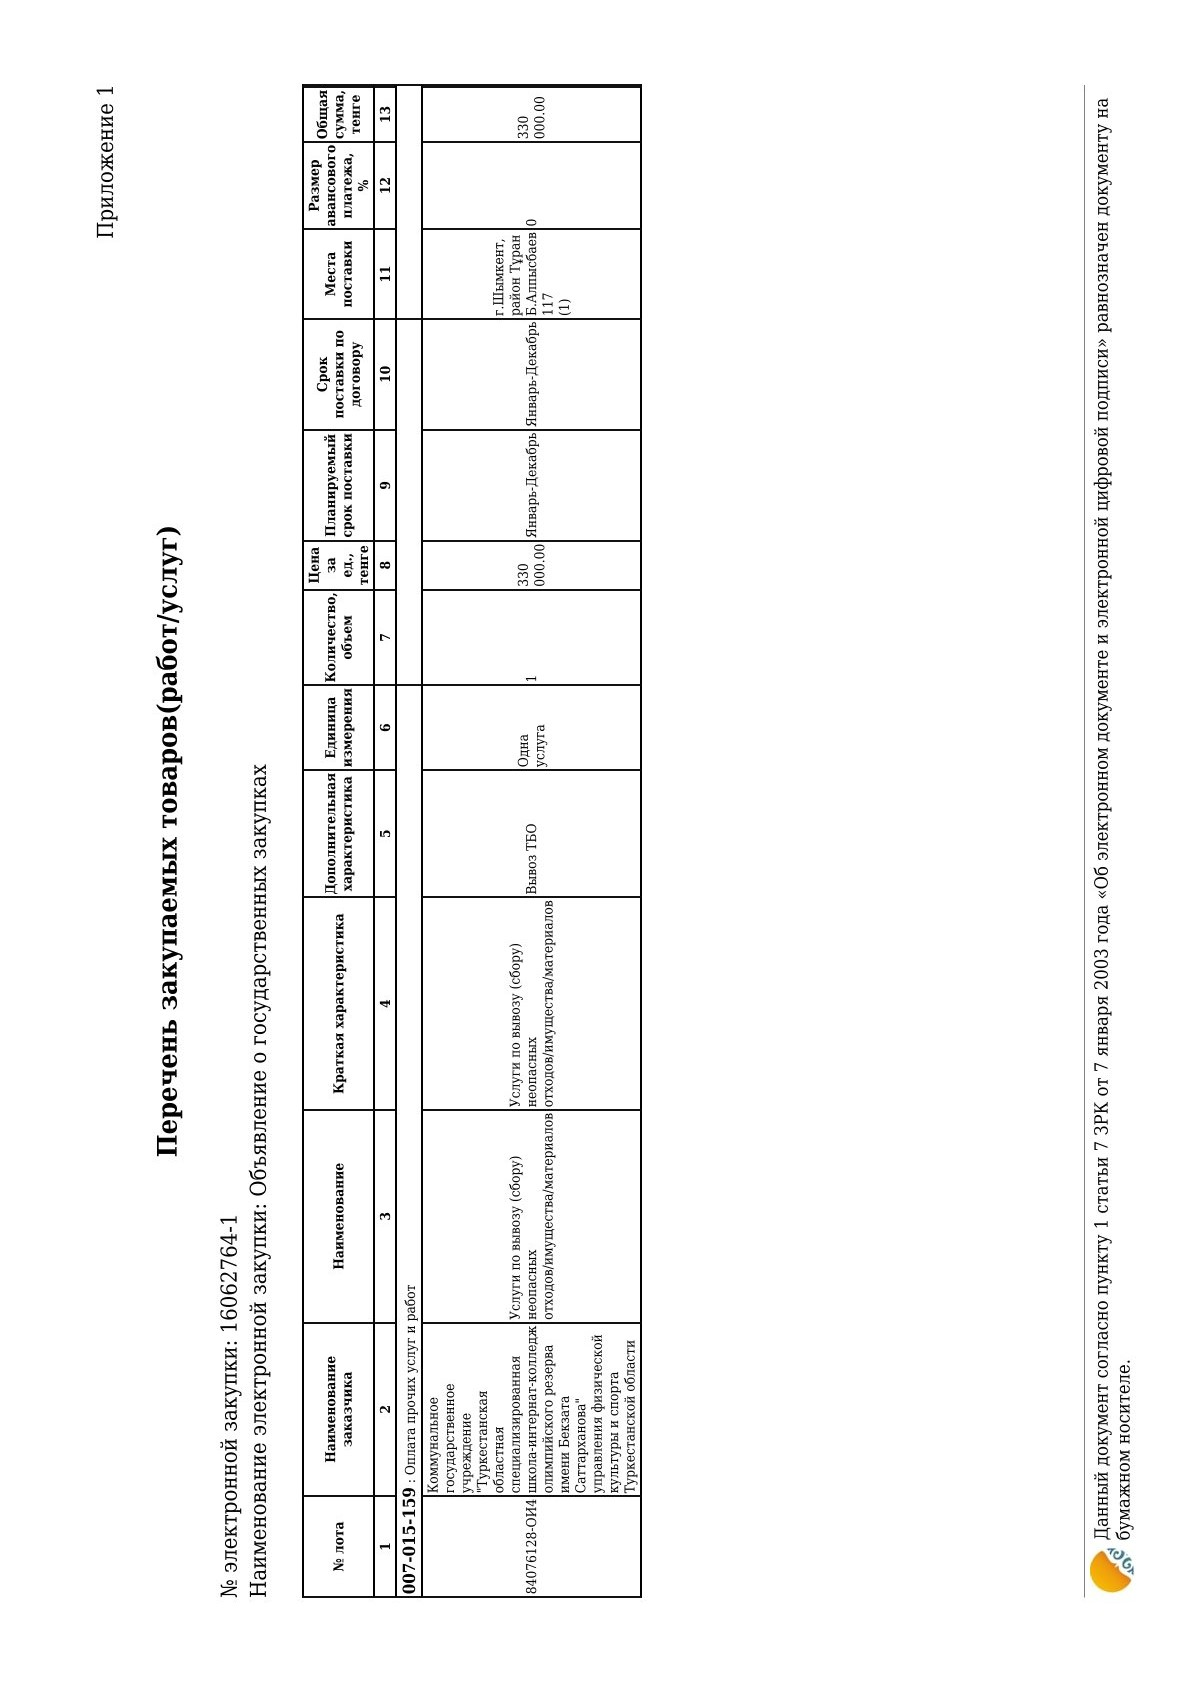 Приложение 1
Перечень закупаемых товаров(работ/услуг)
№ электронной закупки: 16062764-1
Наименование электронной закупки: Объявление о государственных закупках
№ лота
Наименование
заказчика
Наименование
Краткая характеристика
Дополнительная
характеристика
Единица
измерения
Количество,
объем
Цена
за
ед.,
тенге
Планируемый
срок поставки
Срок
поставки по
договору
Места
поставки
Размер
авансового
платежа,
%
Общая
сумма,
тенге
1 2 3 4 5 6 7 8 9 10 11 12 13
007-015-159 : Оплата прочих услуг и работ
84076128-ОИ4
Коммунальное
государственное
учреждение
"Туркестанская
областная
специализированная
школа-интернат-колледж
олимпийского резерва
имени Бекзата
Саттарханова"
управления физической
культуры и спорта
Туркестанской области
Услуги по вывозу (сбору)
неопасных
отходов/имущества/материалов
Услуги по вывозу (сбору)
неопасных
отходов/имущества/материалов
Вывоз ТБО
Одна
услуга
1
330
000.00
Январь-Декабрь
Январь-Декабрь
г.Шымкент,
район Тұран
Б.Алпысбаев
117
(1)
0
330
000.00
Данный документ согласно пункту 1 статьи 7 ЗРК от 7 января 2003 года «Об электронном документе и электронной цифровой подписи» равнозначен документу на
бумажном носителе.